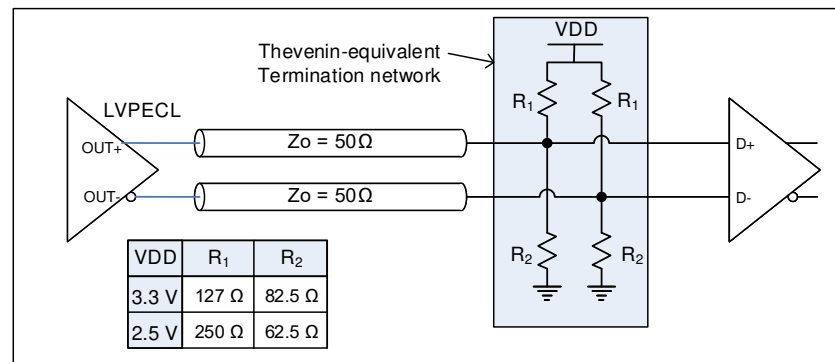 VDD
Thevenin-equivalent
Termination network
R1 R1
LVPECL
OUT+
Zo = 50Ω
D+
OUT-
Zo = 50Ω
D-
R2 R2
VDD R1 R2
3.3 V 127 Ω 82.5 Ω
2.5 V 250 Ω 62.5 Ω